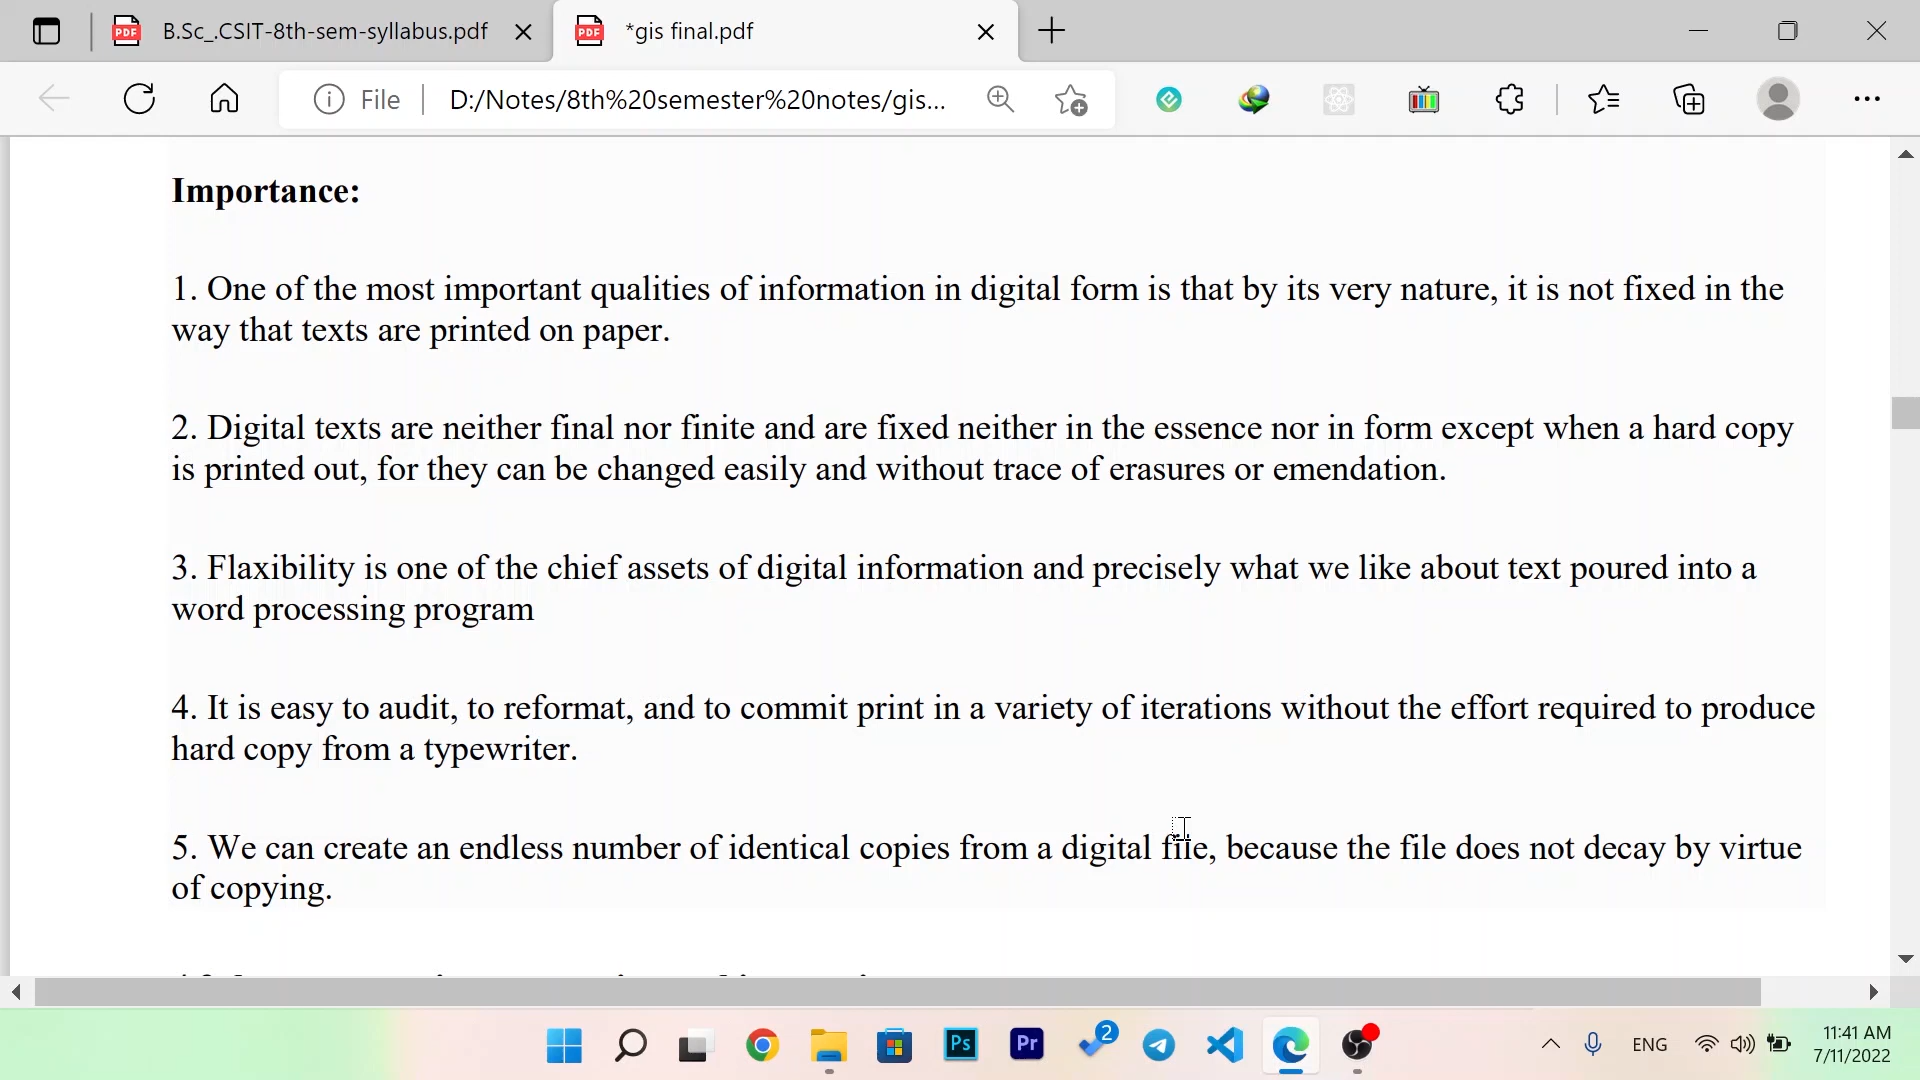 B.Sc_.CSIT-8th-sem-syllabus.pdf
*gis final.pdf
File
D:/Notes/8th%20semester%20notes/gis...
Importance:
1. One of the most important qualities of information in digital form is that by its very nature, it is not fixed in the
way that texts are printed on paper.
2. Digital texts are neither final nor finite and are fixed neither in the essence nor in form except when a hard copy
is printed out, for they can be changed easily and without trace of erasures or emendation.
3. Flaxibility is one of the chief assets of digital information and precisely what we like about text poured into a
word processing program
4. It is easy to audit, to reformat, and to commit print in a variety of iterations without the effort required to produce
hard copy from a typewriter.
5. We can create an endless number of identical copies from a digital file, because the file does not decay by virtue
of copying.
Ps
Pr
2
ENG
11:41 AM
7/11/2022